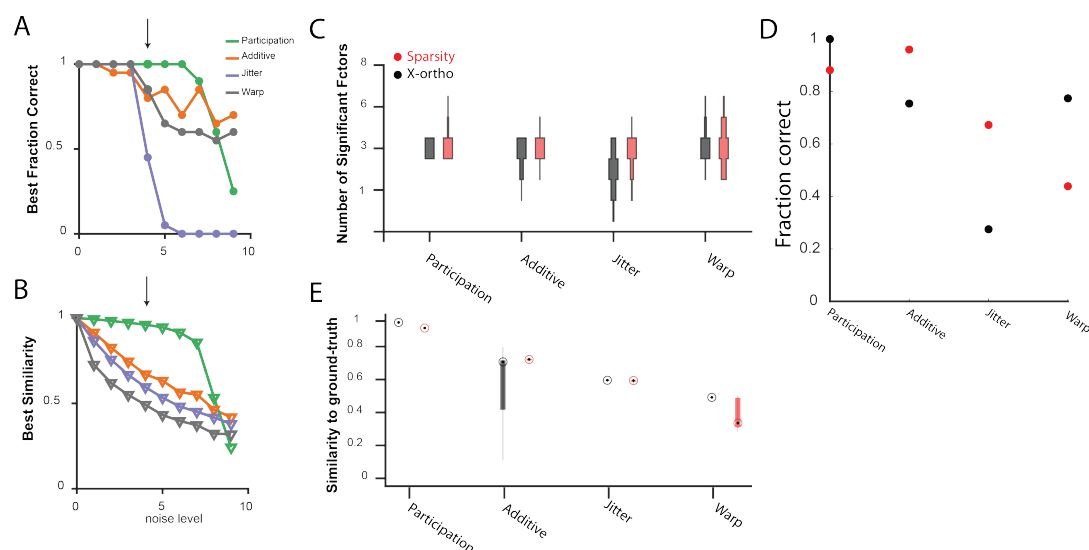 A
Participation
Additive
Jitter
Warp
Best Fraction Correct
1
0.5
0
0
5
10
B
Best Similiarity
1
0.5
0
0
5
10
noise level
C
Sparsity
X-ortho
Number of Significant Fctors
8
6
3
1
Participation
Additive
Jitter
Warp
D
Fraction correct
1
0.8
0.6
0.4
0.2
0
Participation
Additive
Jitter
Warp
E
Similarity to ground-truth
1
0.8
0.6
0.4
0.2
0
Participation
Additive
Jitter
Warp